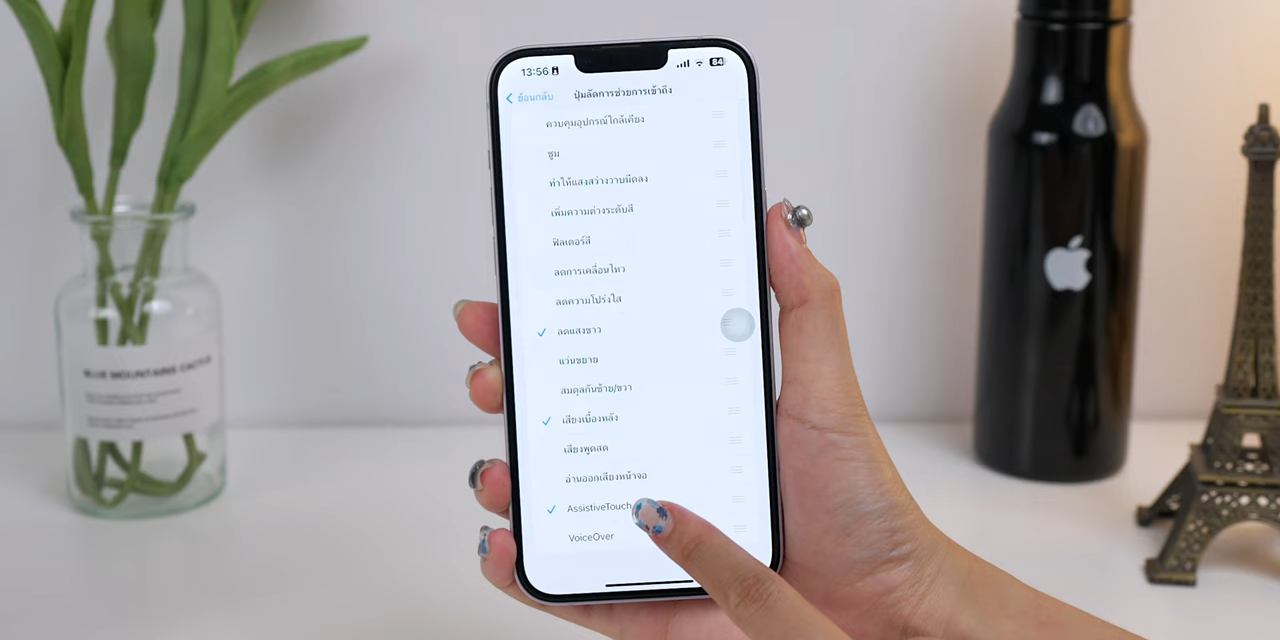 13:56
84
ย้อนกลับ
ปุ่มลัดการช่วยการเข้าถึง
ควบคุมอุปกรณ์ใกล้เคียง
ซูม
ทำให้แสงสว่างวาบมืดลง
เพิ่มความต่างระดับสี
ฟิลเตอร์สี
ลดการเคลื่อนไหว
ลดความโปร่งใส
ลดแสงขาว
แว่นขยาย
สมดุลกันซ้าย/ขวา
เสียงเบื้องหลัง
เสียงพูดสด
อ่านออกเสียงหน้าจอ
AssistiveTouch
VoiceOver
BLUE MOUNTAINS CACTUS